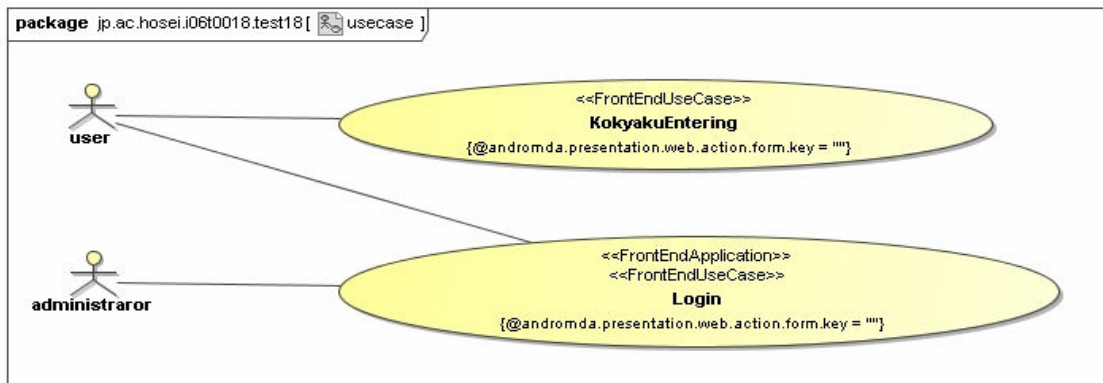 package jp.ac.hosei.i06t0018.test18[ usecase ]
<<FrontEndUseCase>>
KokyakuEntering
{@andromda.presentation.web.action.form.key = ""}
user
<<FrontEndApplication>>
<<FrontEndUseCase>>
Login
{@andromda.presentation.web.action.form.key = ""}
administraror